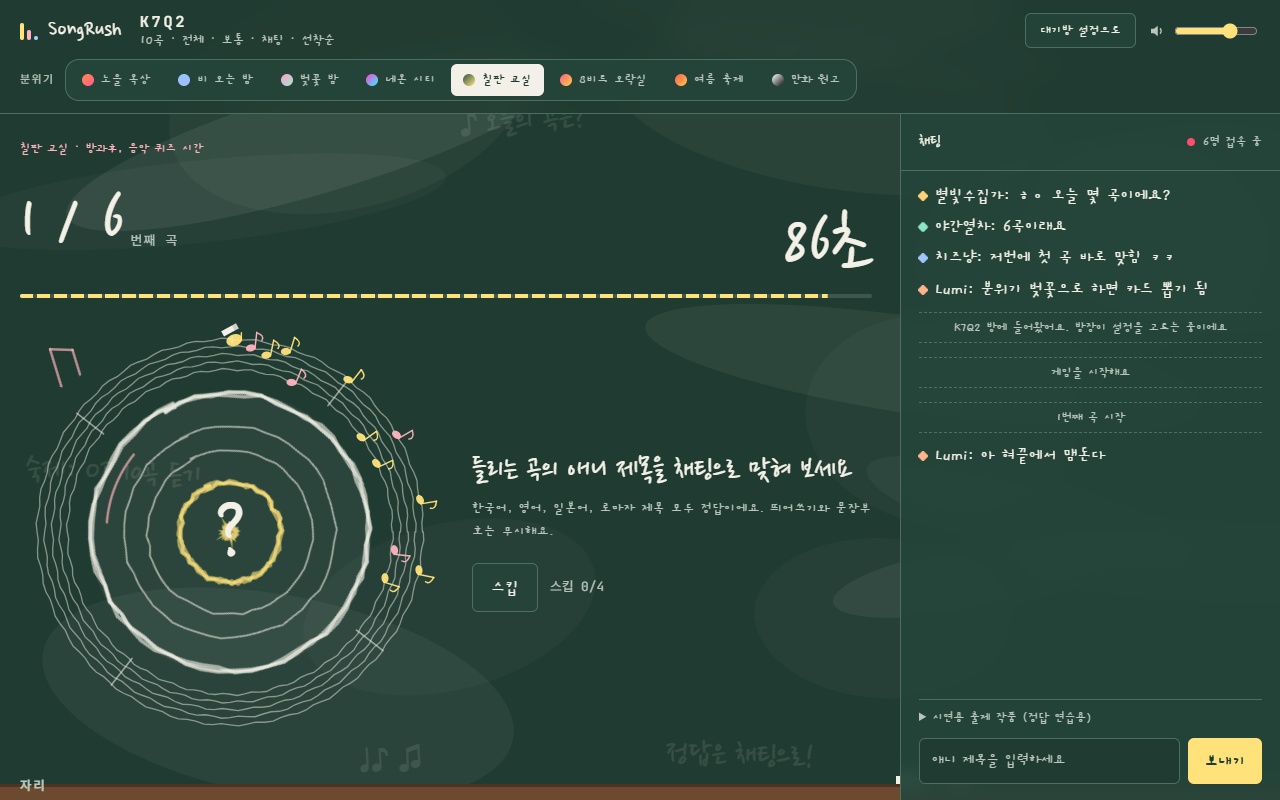 SongRush
K7Q2
10곡 · 전체 · 보통 · 채팅 · 선착순
대기방 설정으로
분위기
노을 옥상
비 오는 밤
벚꽃 밤
네온 시티
칠판 교실
8비트 오락실
여름 축제
만화 원고
♪ 오늘의 곡은?
칠판 교실 · 방과후, 음악 퀴즈 시간
1 / 6
번째 곡
86초
?
들리는 곡의 애니 제목을 채팅으로 맞혀 보세요
한국어, 영어, 일본어, 로마자 제목 모두 정답이에요. 띄어쓰기와 문장부
호는 무시해요.
스킵
스킵 0/4
정답은 채팅으로!
자리
채팅
6명 접속 중
별빛수집가: ㅎㅇ 오늘 몇 곡이에요?
야간열차: 6곡이래요
치즈냥: 저번에 첫 곡 바로 맞힘 ㅋㅋ
Lumi: 분위기 벚꽃으로 하면 카드 뽑기 됨
K7Q2 방에 들어왔어요. 방장이 설정을 고르는 중이에요
게임을 시작해요
1번째 곡 시작
Lumi: 아 혀끝에서 맴돈다
▶ 시연용 출제 작품 (정답 연습용)
애니 제목을 입력하세요
보내기